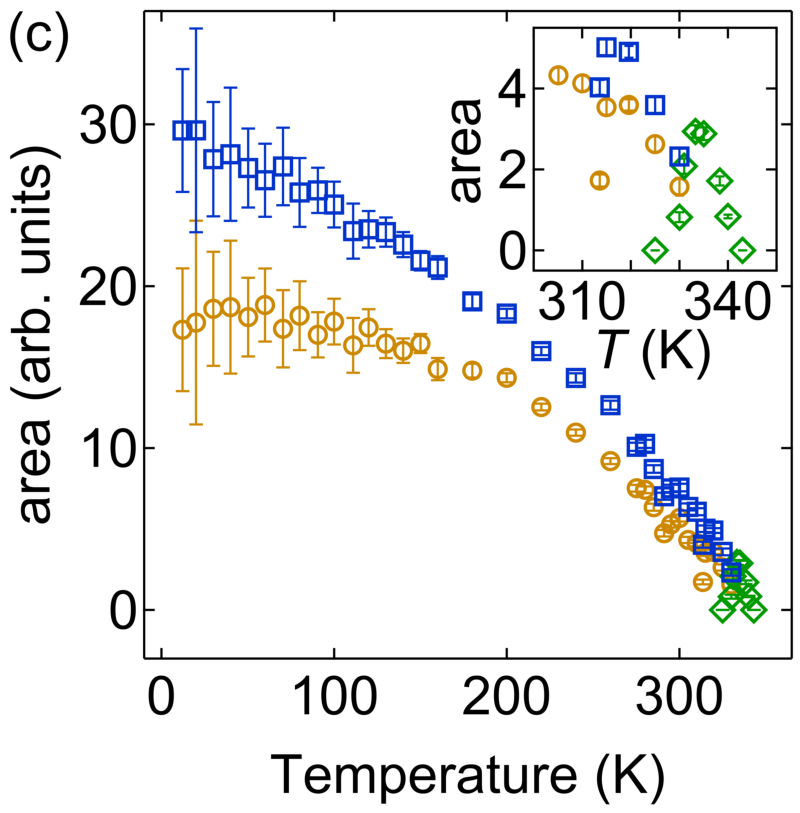 (c)
area (arb. units)
30
20
10
0
0 100 200 300
Temperature (K)
area
4
2
0
310 340
T (K)